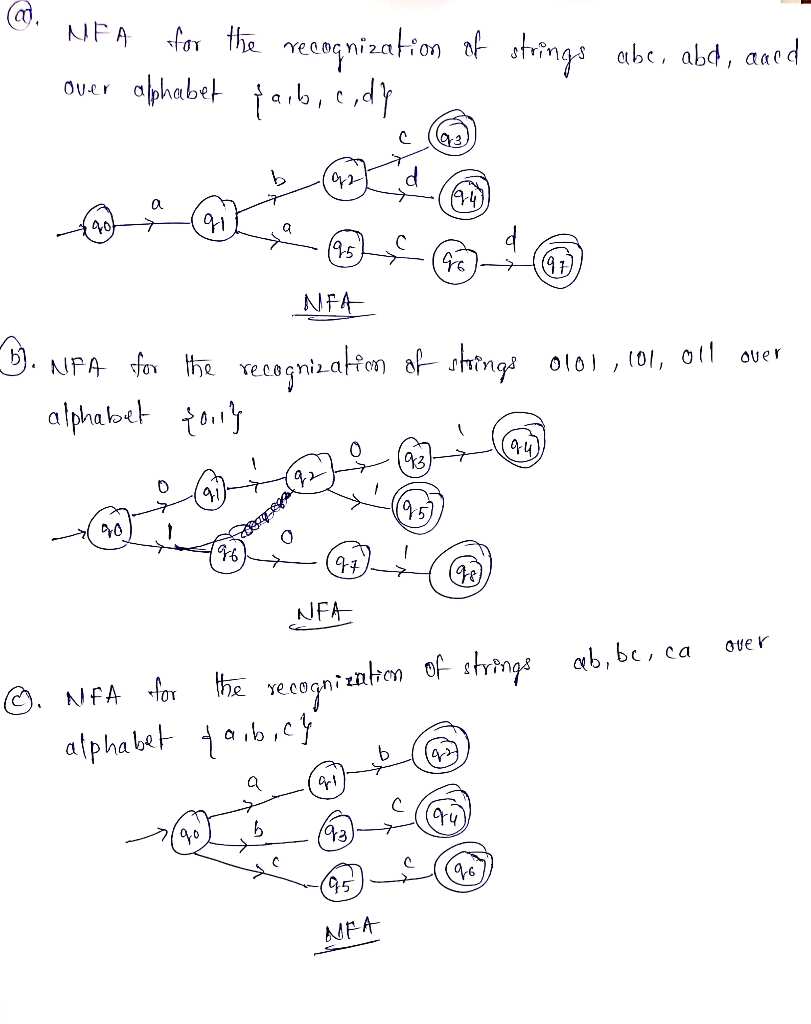 (a). NFA for the recognization of strings abc, abd, aacd
over alphabet {a,b,c,d}
c q3
b q2 d q4
a
q0 q1 a q5 c q6 d q7
NFA
(b). NFA for the recognization of strings 0101, 101, 011 over
alphabet {0,1}
0 q1 1 q2 0 q3 1 q4
1 q5
q0 1 q6 0 q7 1 q8
NFA
(c). NFA for the recognization of strings ab, bc, ca over
alphabet {a,b,c}
a q1 b q2
q0 b q3 c q4
c q5 c q6
NFA